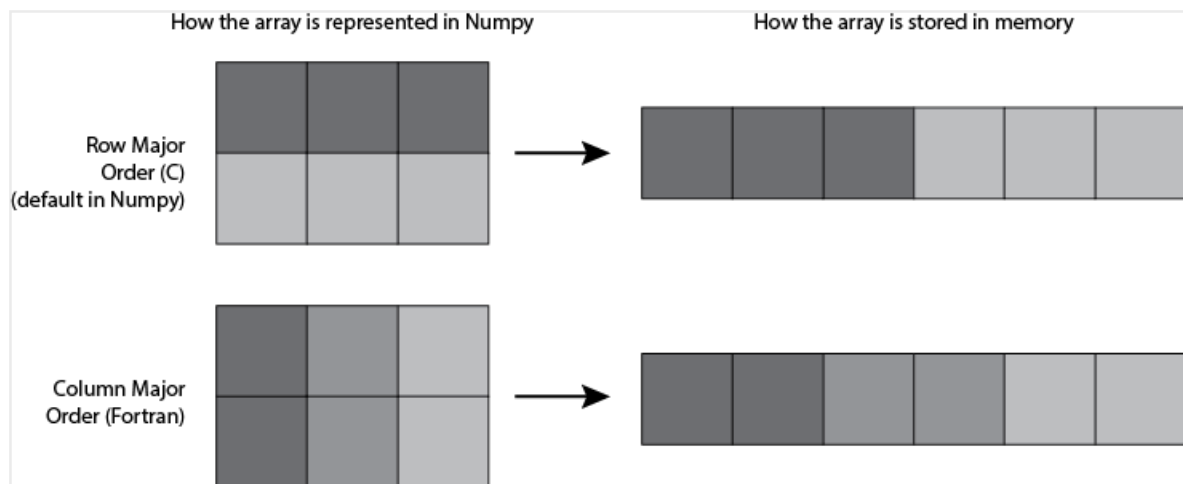 How the array is represented in Numpy
How the array is stored in memory
Row Major
Order (C)
(default in Numpy)
Column Major
Order (Fortran)